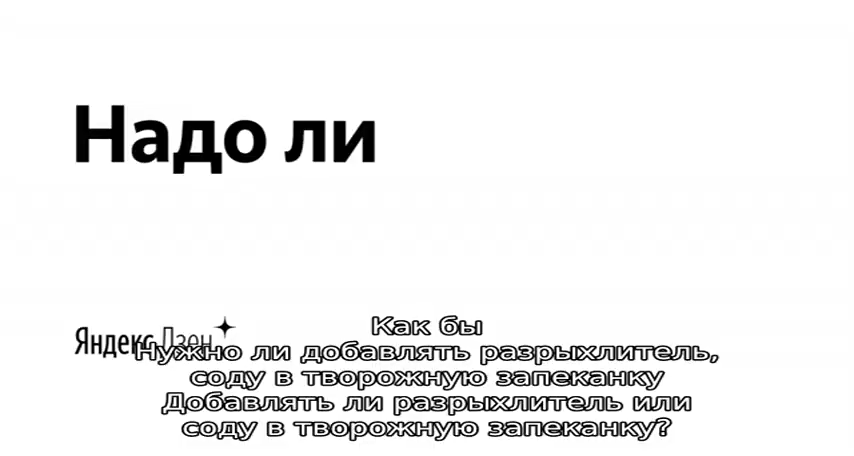 Надо ли
Яндекс Дзен
Как бы
Нужно ли добавлять разрыхлитель,
соду в творожную запеканку
Добавлять ли разрыхлитель или
соду в творожную запеканку?